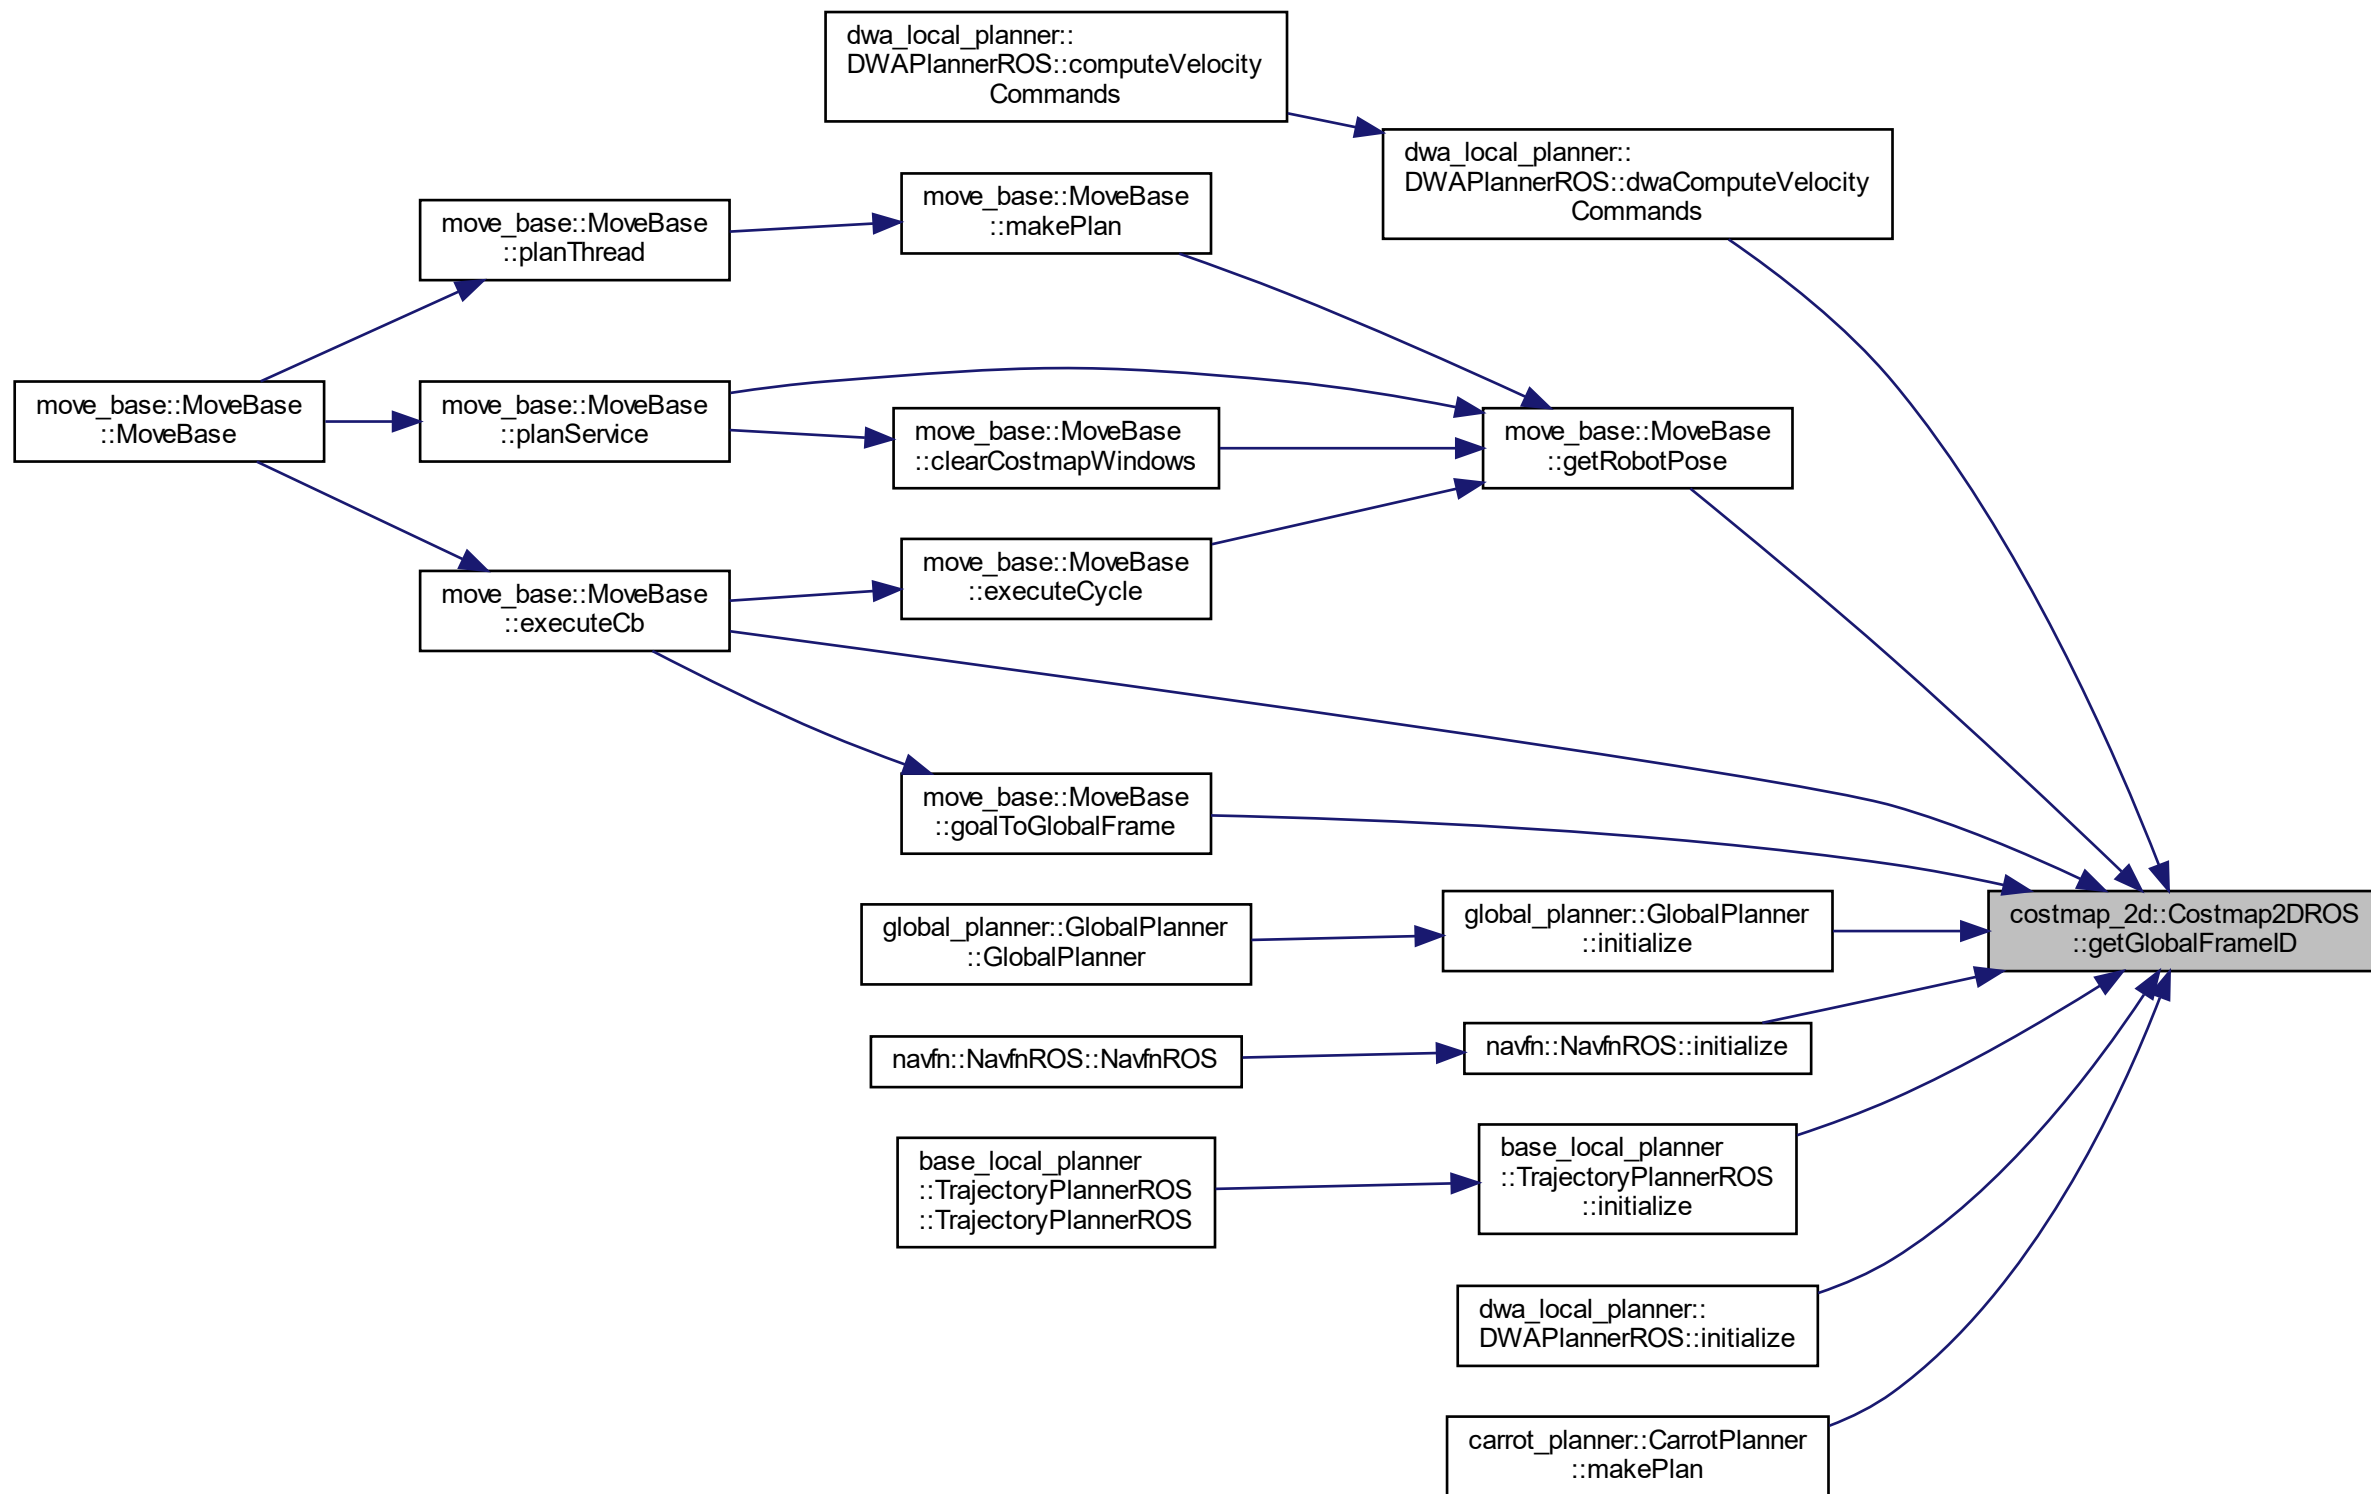 dwa_local_planner::
DWAPlannerROS::computeVelocity
Commands
dwa_local_planner::
DWAPlannerROS::dwaComputeVelocity
Commands
move_base::MoveBase
::makePlan
move_base::MoveBase
::planThread
move_base::MoveBase
::MoveBase
move_base::MoveBase
::planService
move_base::MoveBase
::clearCostmapWindows
move_base::MoveBase
::getRobotPose
move_base::MoveBase
::executeCycle
move_base::MoveBase
::executeCb
move_base::MoveBase
::goalToGlobalFrame
global_planner::GlobalPlanner
::GlobalPlanner
global_planner::GlobalPlanner
::initialize
costmap_2d::Costmap2DROS
::getGlobalFrameID
navfn::NavfnROS::NavfnROS
navfn::NavfnROS::initialize
base_local_planner
::TrajectoryPlannerROS
::TrajectoryPlannerROS
base_local_planner
::TrajectoryPlannerROS
::initialize
dwa_local_planner::
DWAPlannerROS::initialize
carrot_planner::CarrotPlanner
::makePlan